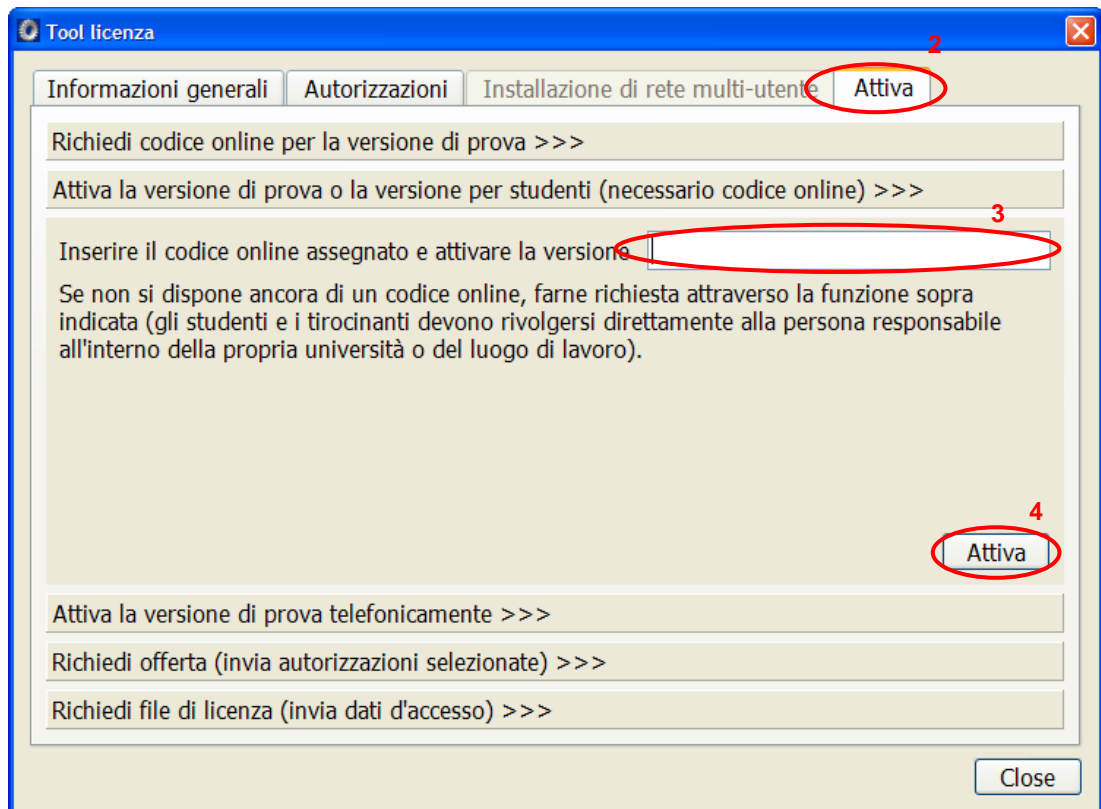 Tool licenza
2
Informazioni generali Autorizzazioni Installazione di rete multi-utente Attiva
Richiedi codice online per la versione di prova >>>
Attiva la versione di prova o la versione per studenti (necessario codice online) >>>
3
Inserire il codice online assegnato e attivare la versione
Se non si dispone ancora di un codice online, farne richiesta attraverso la funzione sopra
indicata (gli studenti e i tirocinanti devono rivolgersi direttamente alla persona responsabile
all'interno della propria università o del luogo di lavoro).
4
Attiva
Attiva la versione di prova telefonicamente >>>
Richiedi offerta (invia autorizzazioni selezionate) >>>
Richiedi file di licenza (invia dati d'accesso) >>>
Close